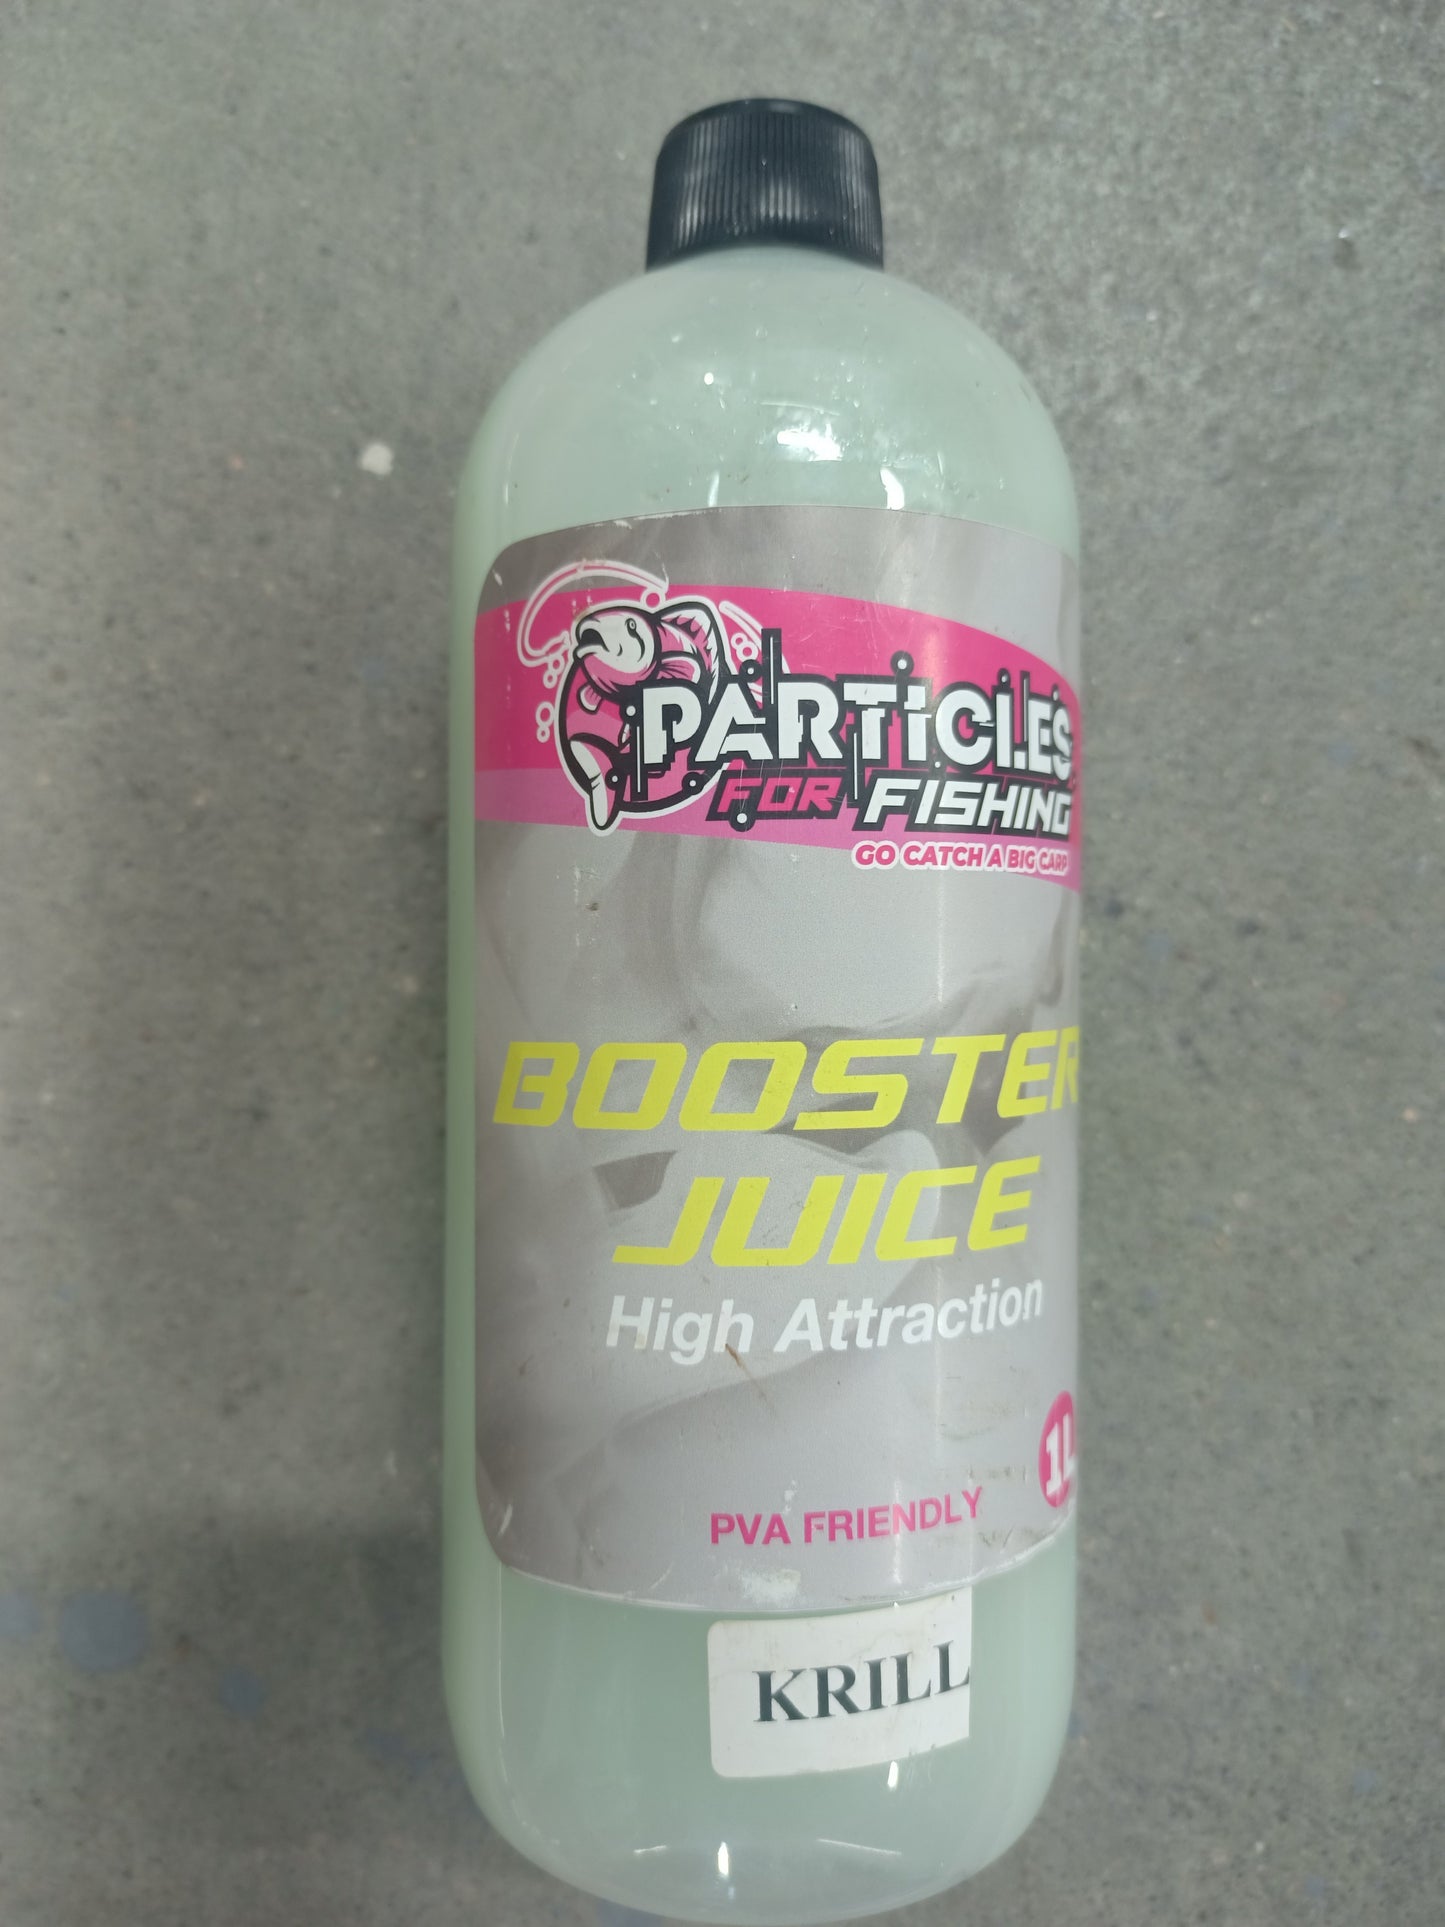 PARTICLES
FOR FISHING
GO CATCH A BIG CARP
BOOSTER
JUICE
High Attraction
1L
PVA FRIENDLY
KRILL